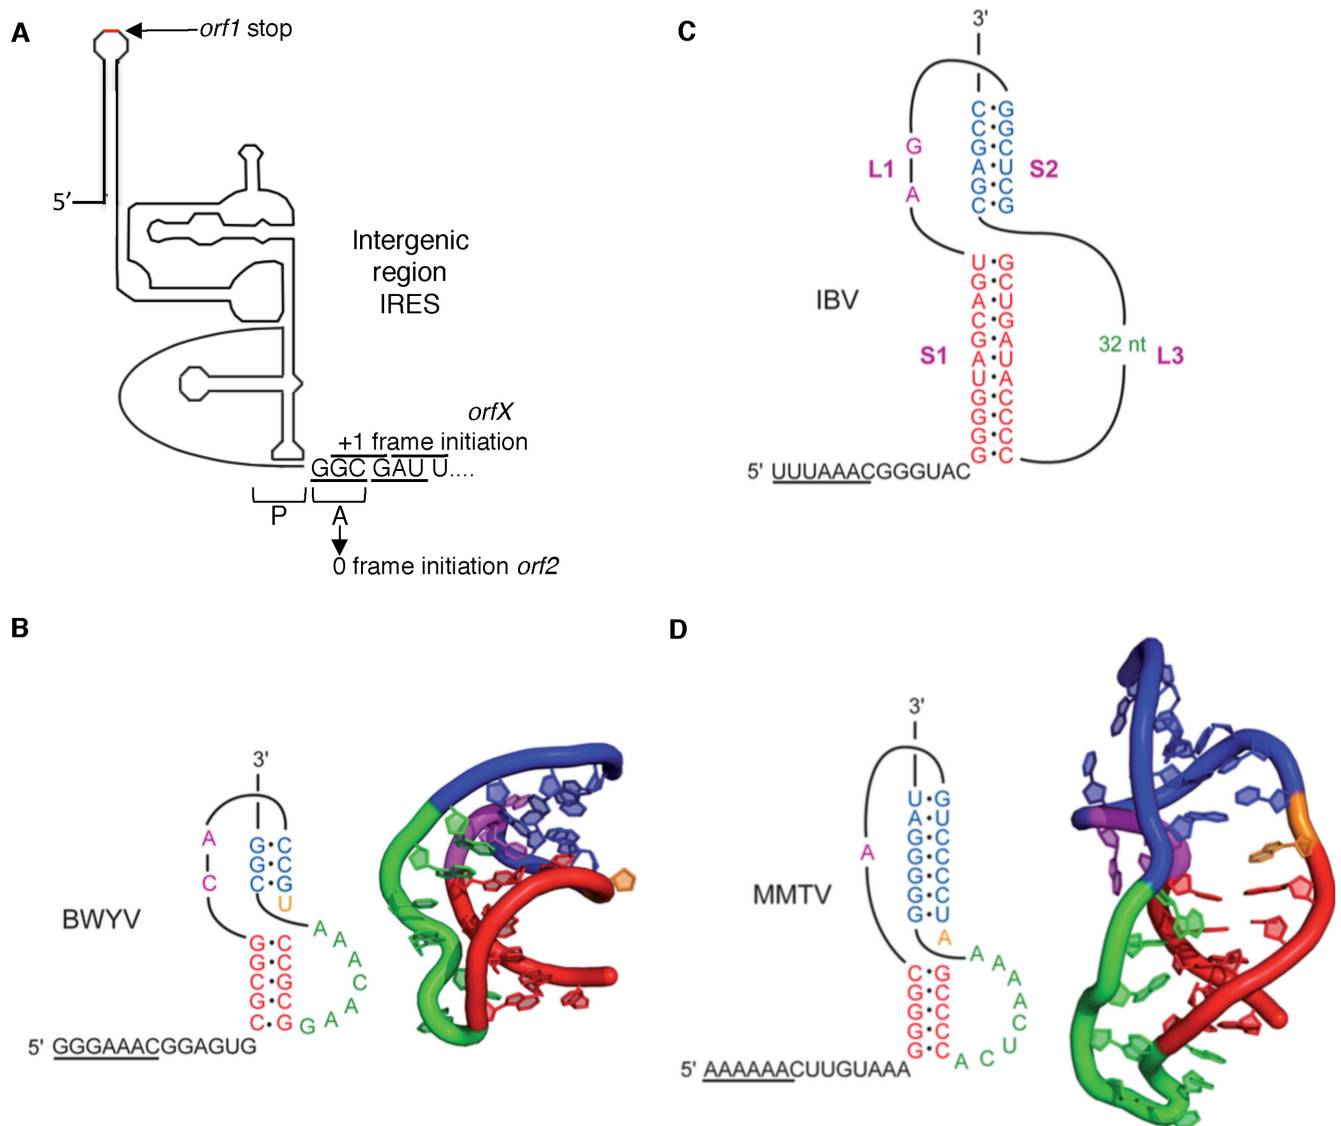 A
orf1 stop
5'
Intergenic
region
IRES
orfX
+1 frame initiation
GGC GAU U....
P
A
0 frame initiation orf2
C
3'
C·G
C·G
G·C
A·U
G·C
C·G
L1
G
A
S2
IBV
U·G
G·C
A·U
C·G
G·A
A·U
U·A
G·C
G·C
G·C
G·C
S1
32 nt
L3
5' UUUAAACGGGUAC
B
3'
A
C
G·C
G·C
C·G
U
BWYV
G·C
G·C
C·G
G·C
C·G
A
A
A
C
A
A
G
5' GGGAAACGGAGUG
D
3'
A
U·G
A·U
G·C
G·C
G·C
G·C
G·U
A
MMTV
C·G
G·C
G·C
G·C
G·C
A
A
A
A
C
U
C
A
5' AAAAAACUUGUAAA